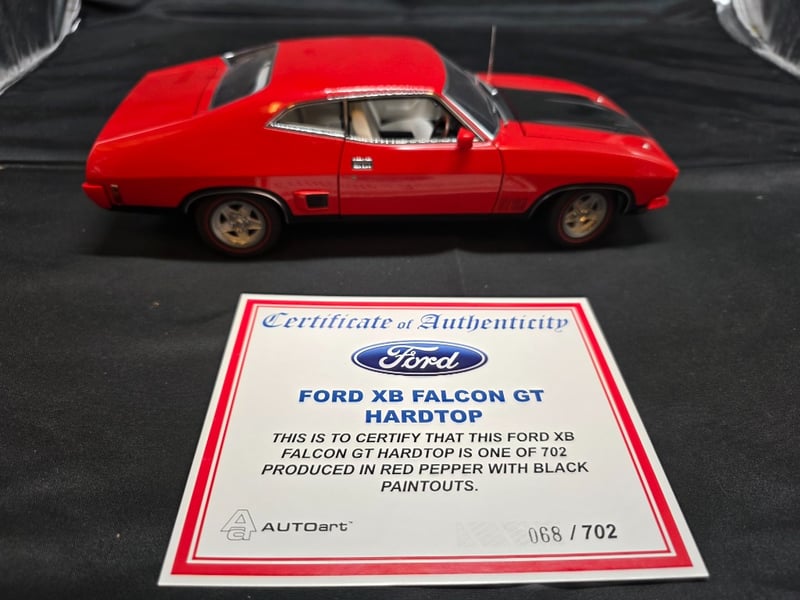 Certificate of Authenticity
Ford
FORD XB FALCON GT
HARDTOP
THIS IS TO CERTIFY THAT THIS FORD XB
FALCON GT HARDTOP IS ONE OF 702
PRODUCED IN RED PEPPER WITH BLACK
PAINTOUTS.
AUTOart™
068 / 702